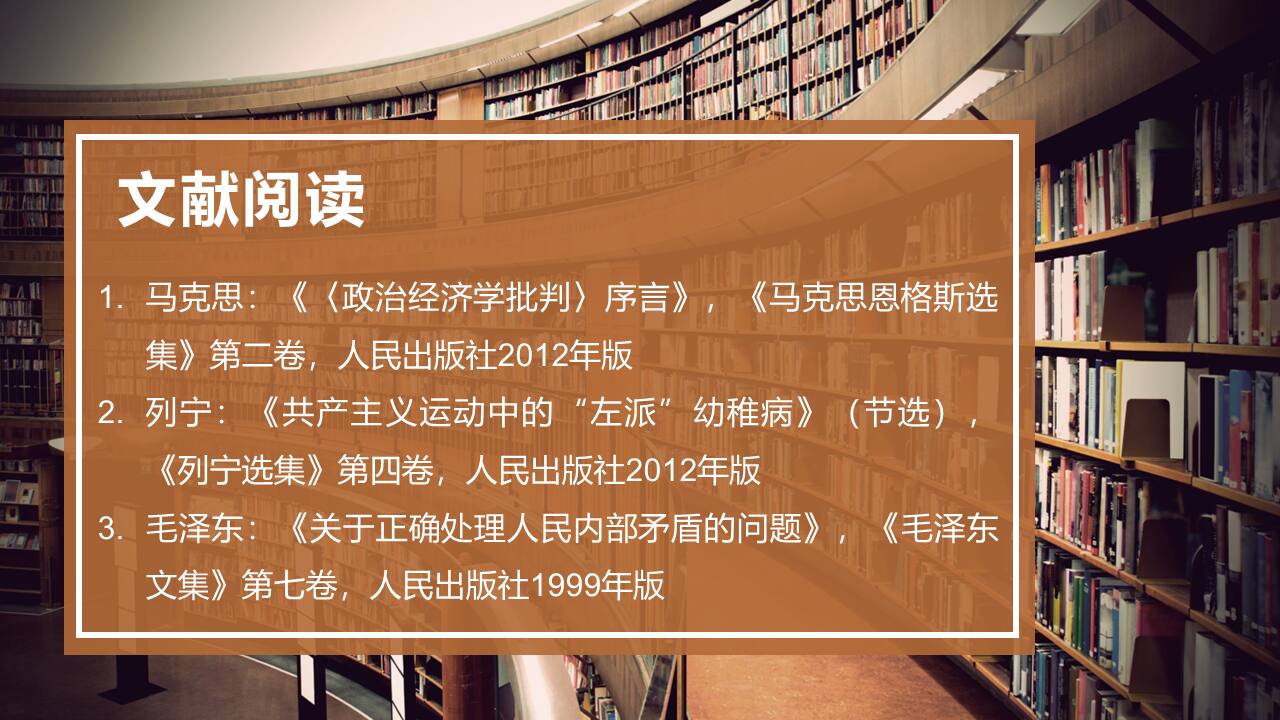 文献阅读
1. 马克思：《〈政治经济学批判〉序言》，《马克思恩格斯选
集》第二卷，人民出版社2012年版
2. 列宁：《共产主义运动中的“左派”幼稚病》（节选），
《列宁选集》第四卷，人民出版社2012年版
3. 毛泽东：《关于正确处理人民内部矛盾的问题》，《毛泽东
文集》第七卷，人民出版社1999年版